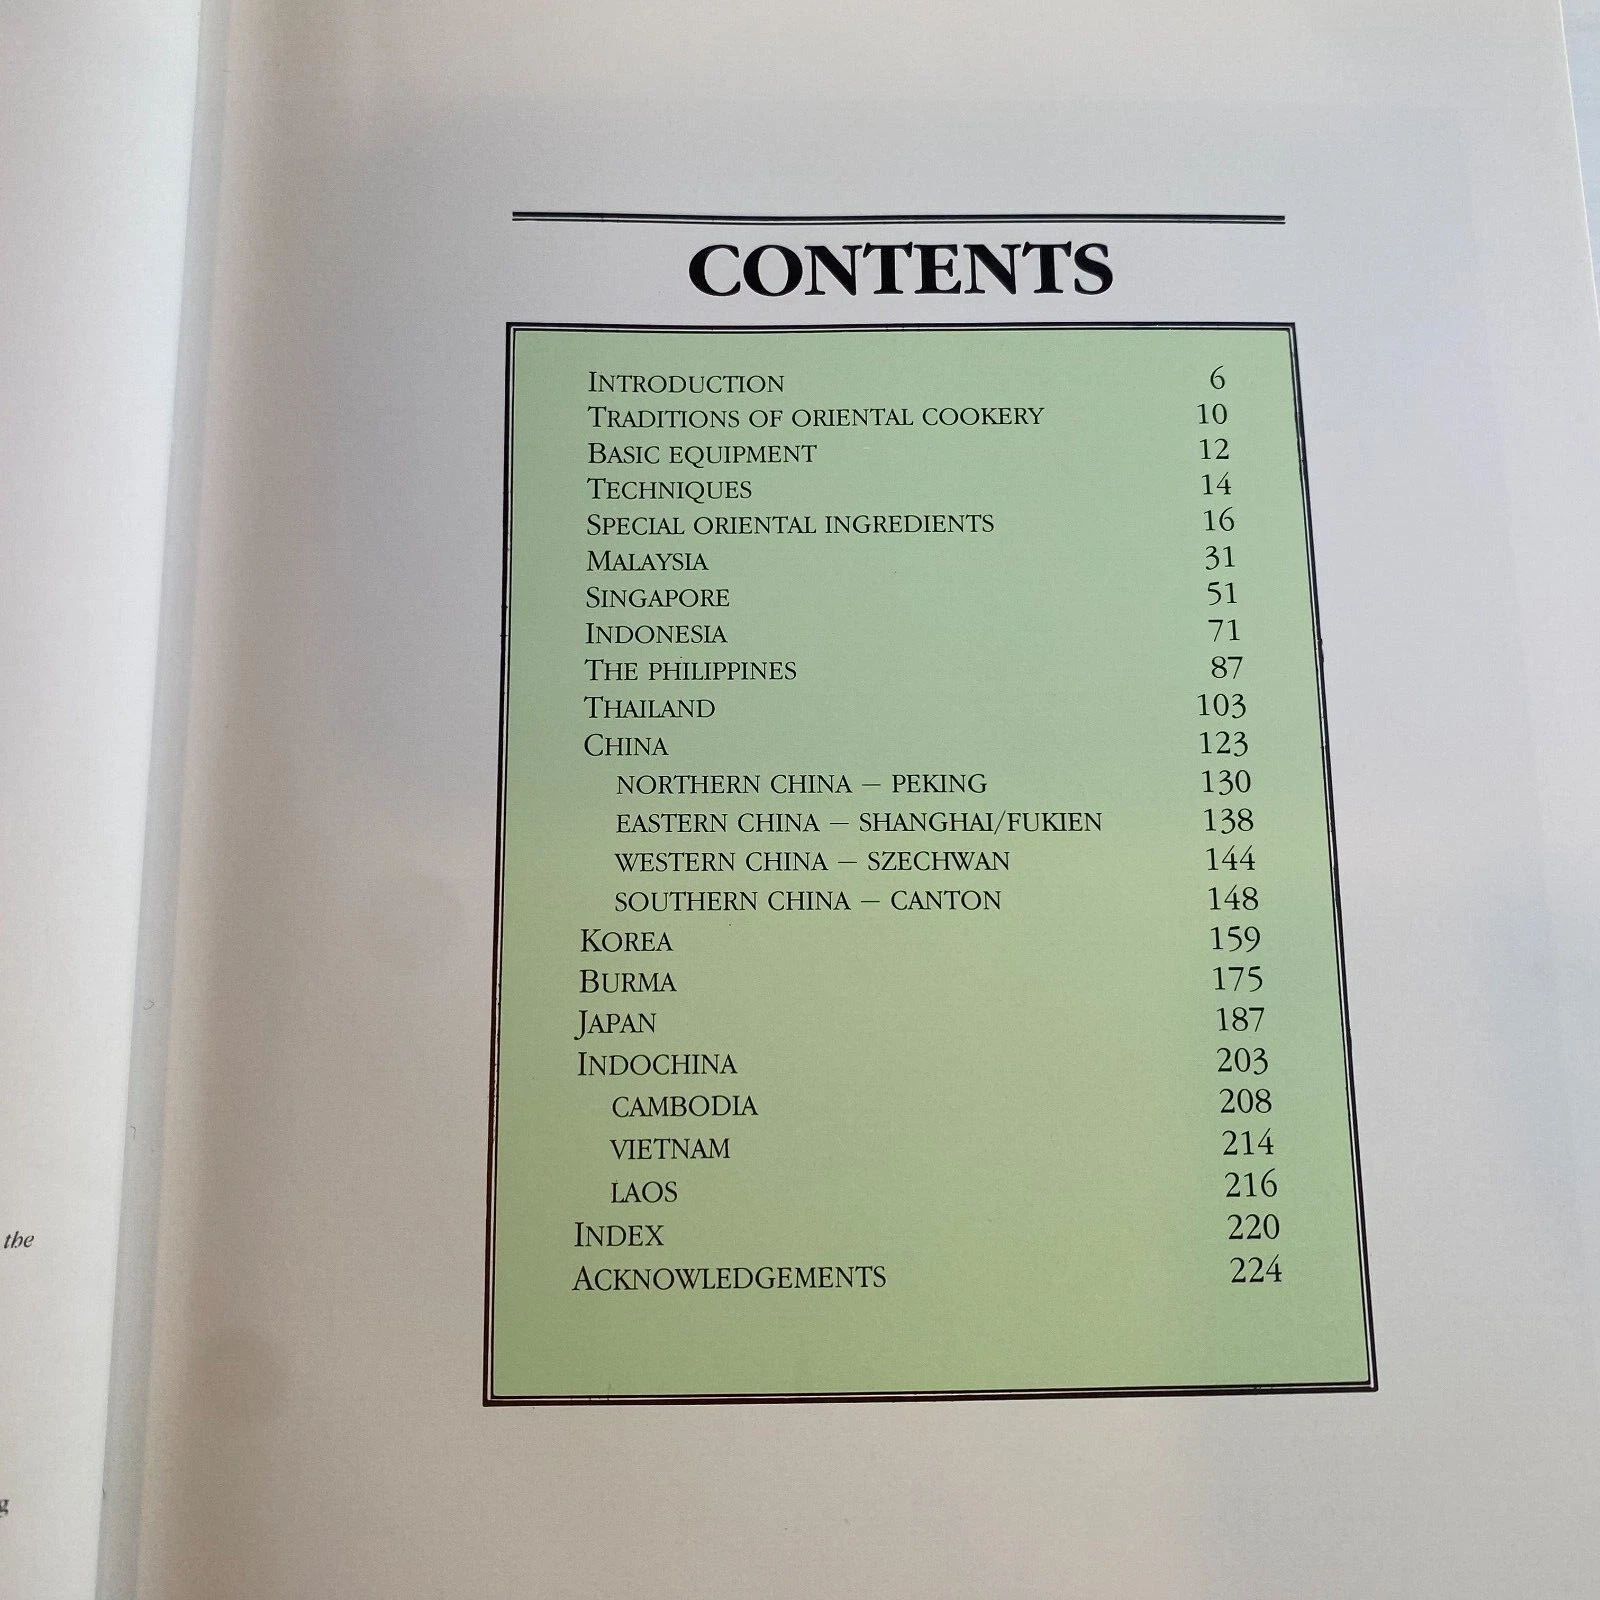 the
g
CONTENTS
INTRODUCTION 6
TRADITIONS OF ORIENTAL COOKERY 10
BASIC EQUIPMENT 12
TECHNIQUES 14
SPECIAL ORIENTAL INGREDIENTS 16
MALAYSIA 31
SINGAPORE 51
INDONESIA 71
THE PHILIPPINES 87
THAILAND 103
CHINA 123
NORTHERN CHINA – PEKING 130
EASTERN CHINA – SHANGHAI/FUKIEN 138
WESTERN CHINA – SZECHWAN 144
SOUTHERN CHINA – CANTON 148
KOREA 159
BURMA 175
JAPAN 187
INDOCHINA 203
CAMBODIA 208
VIETNAM 214
LAOS 216
INDEX 220
ACKNOWLEDGEMENTS 224